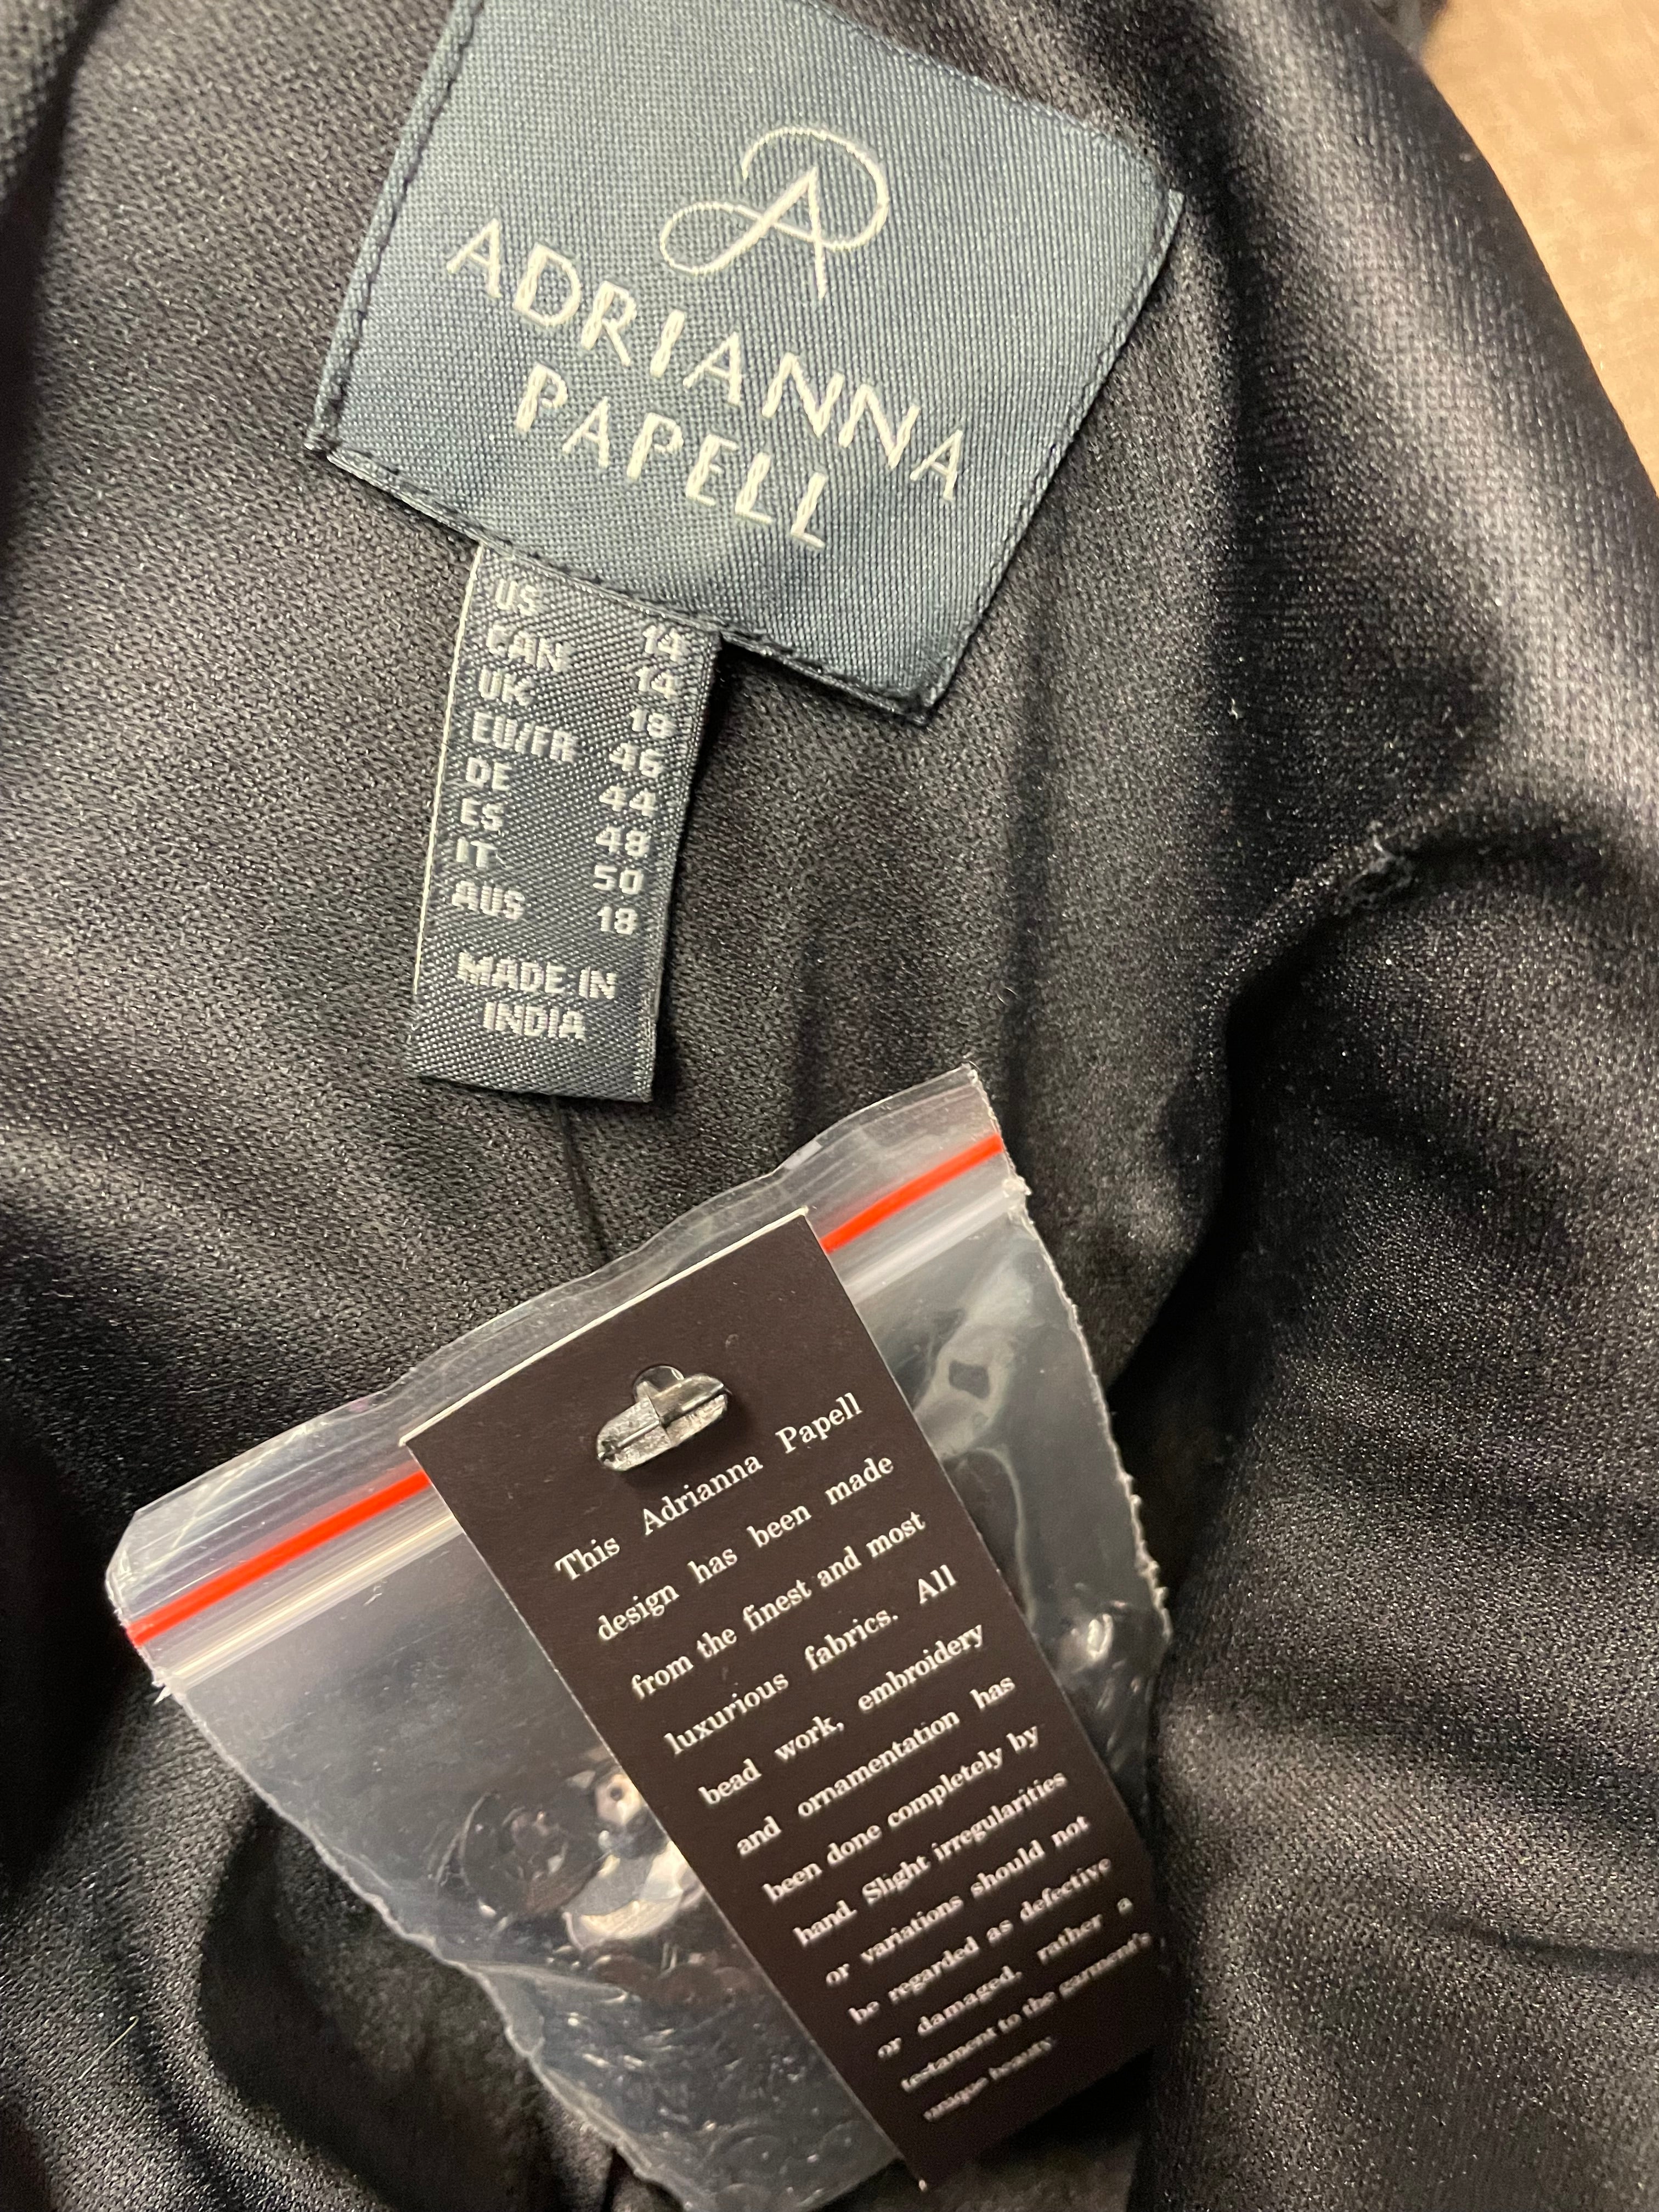 ADRIANNA
PAPELL
US 14
CAN 14
UK 18
EU/FR 46
DE 44
ES 48
IT 50
AUS 18
MADE IN
INDIA
This Adrianna Papell
design has been made
from the finest and most
luxurious fabrics. All
bead work, embroidery
and ornamentation has
been done completely by
hand. Slight irregularities
or variations should not
be regarded as defective
or damaged, rather a
testament to the garment's
unique beauty.